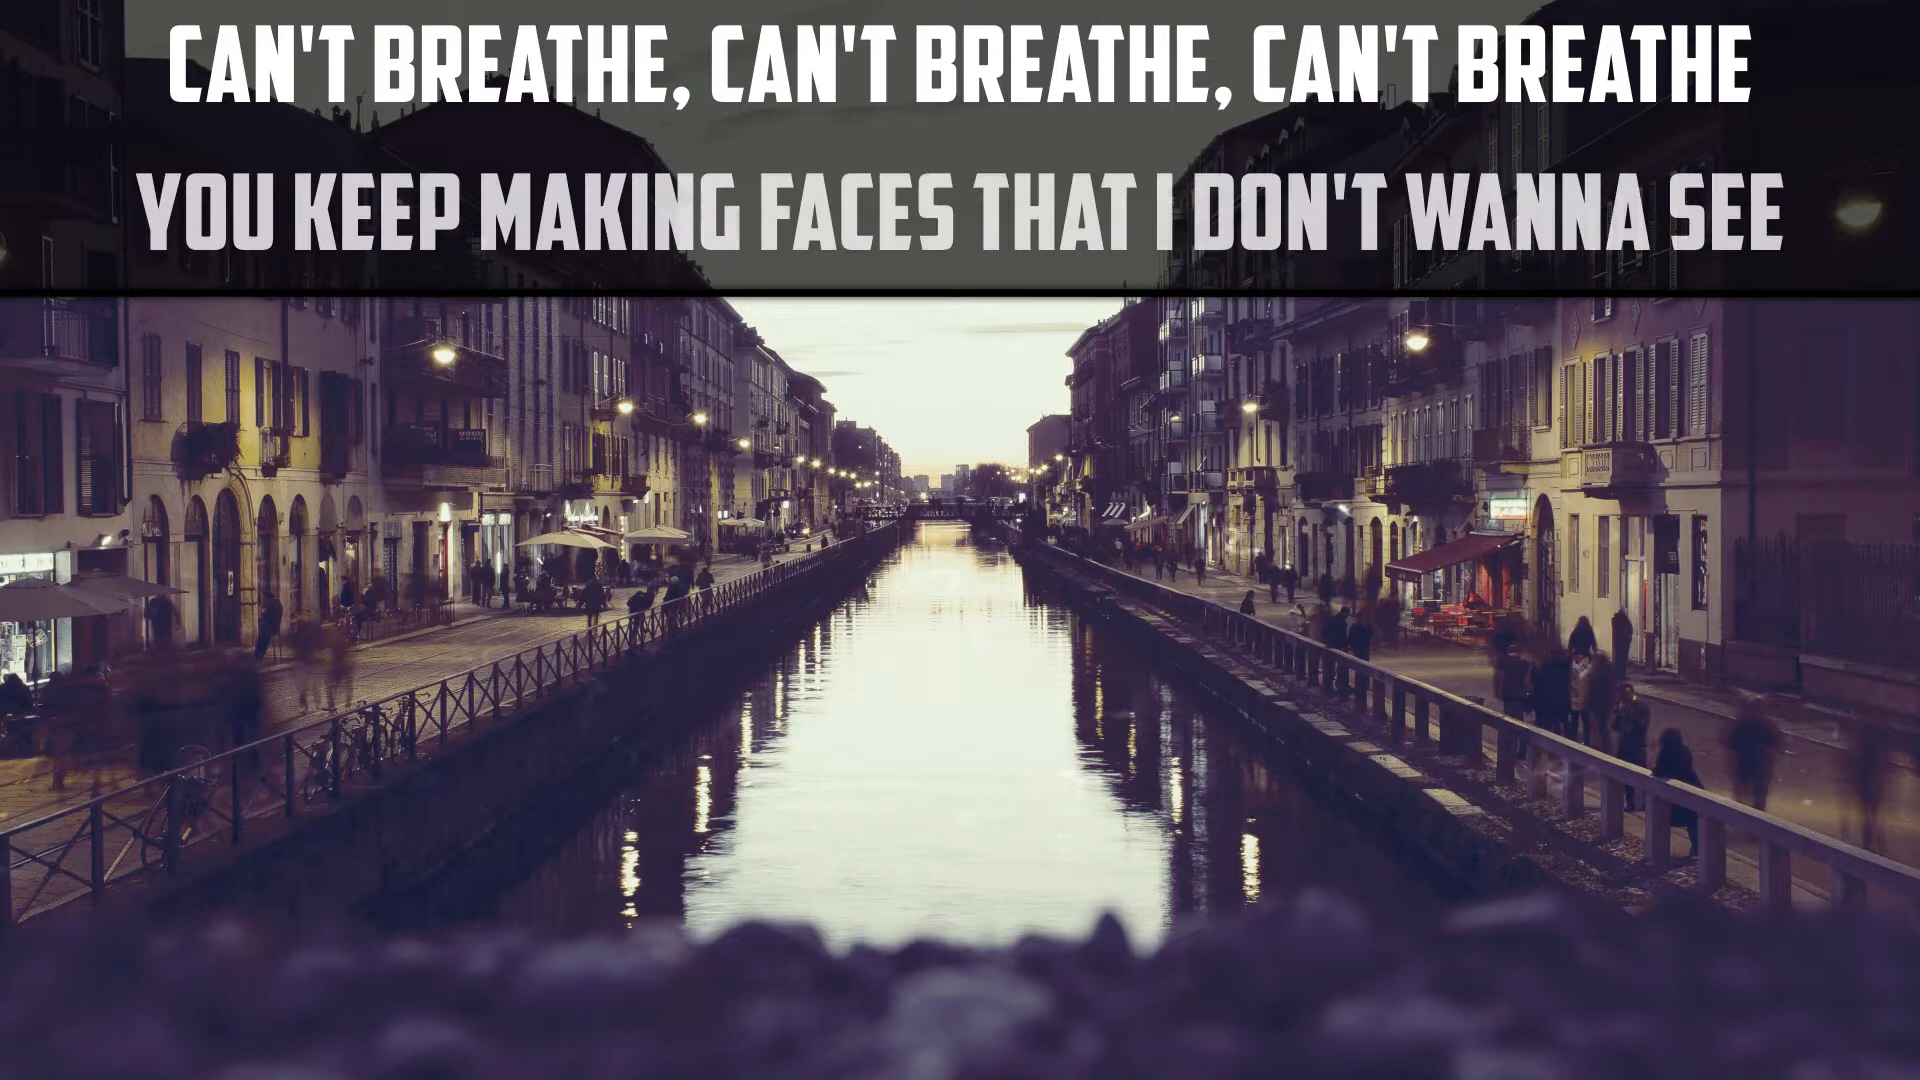 CAN'T BREATHE, CAN'T BREATHE, CAN'T BREATHE
YOU KEEP MAKING FACES THAT I DON'T WANNA SEE